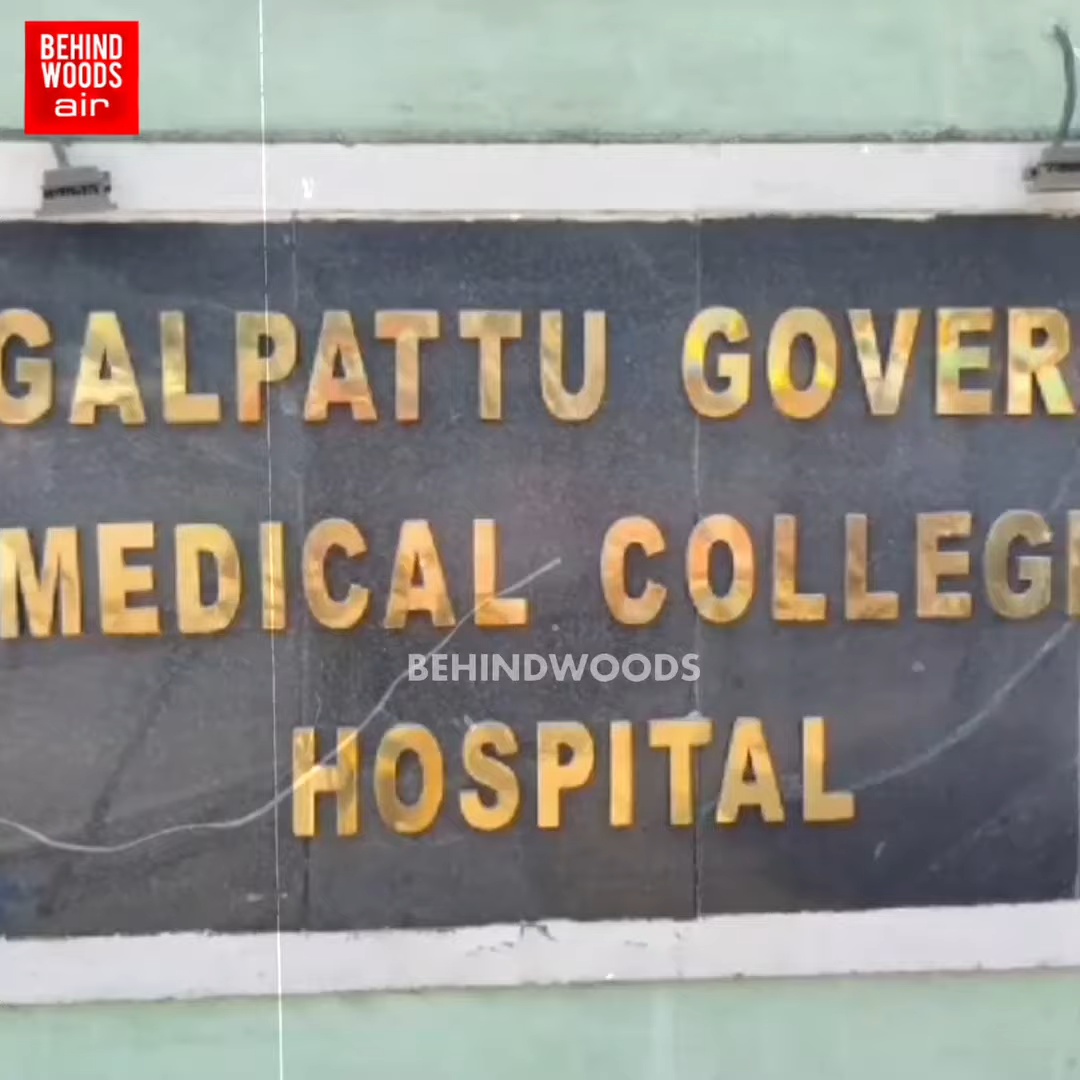 BEHIND
WOODS
air
GALPATTU GOVER
MEDICAL COLLEG
BEHINDWOODS
HOSPITAL